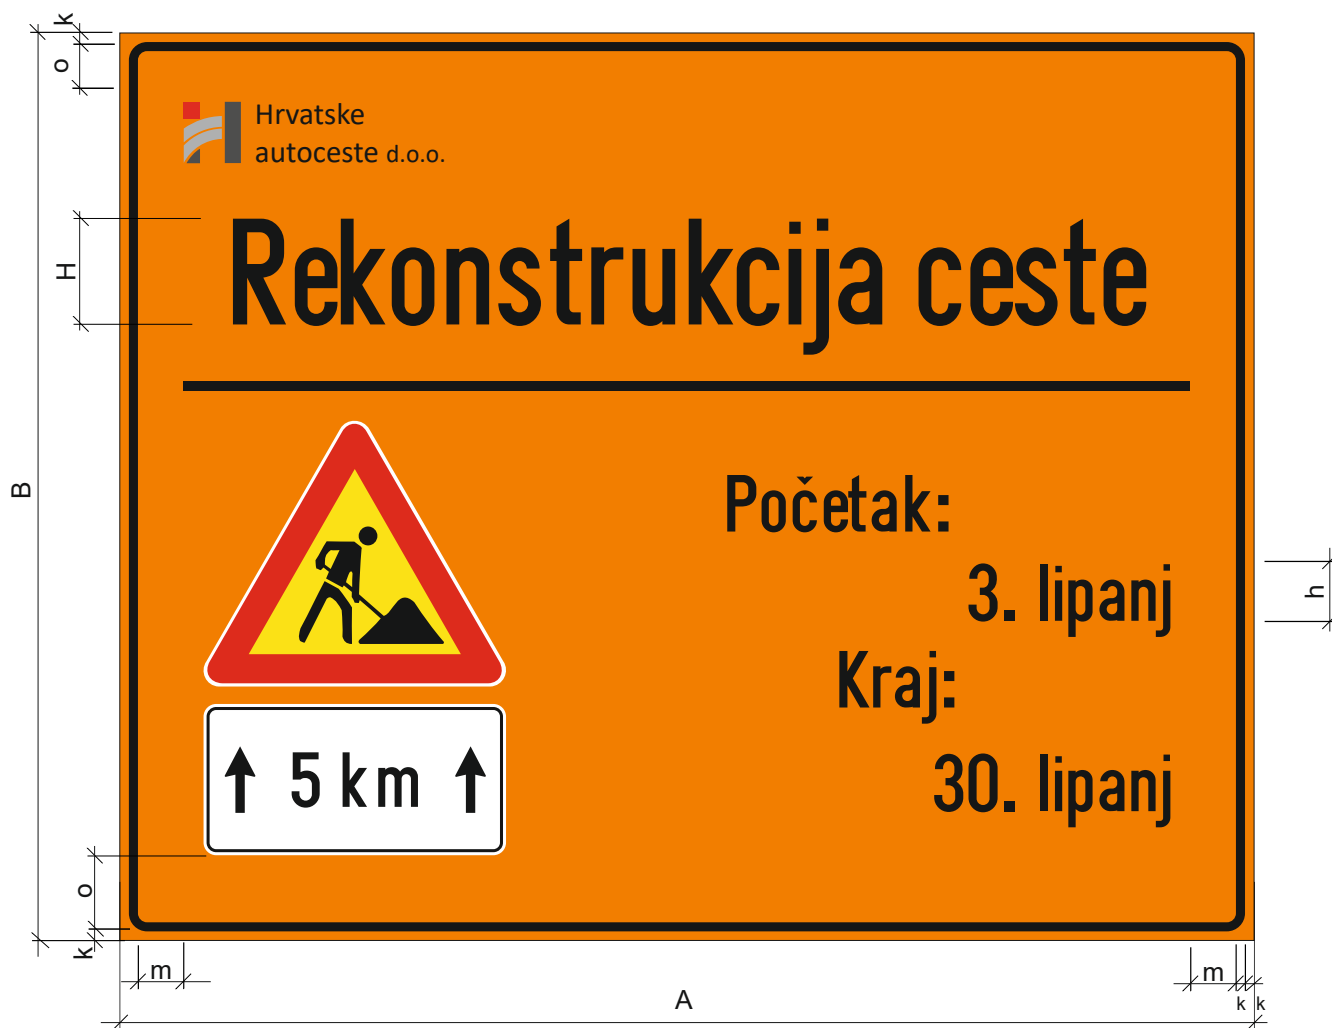 k
o
Hrvatske
autoceste d.o.o.
H
Rekonstrukcija ceste
B
Početak:
3. lipanj
h
Kraj:
5 km
30. lipanj
o
k
m
m
k k
A